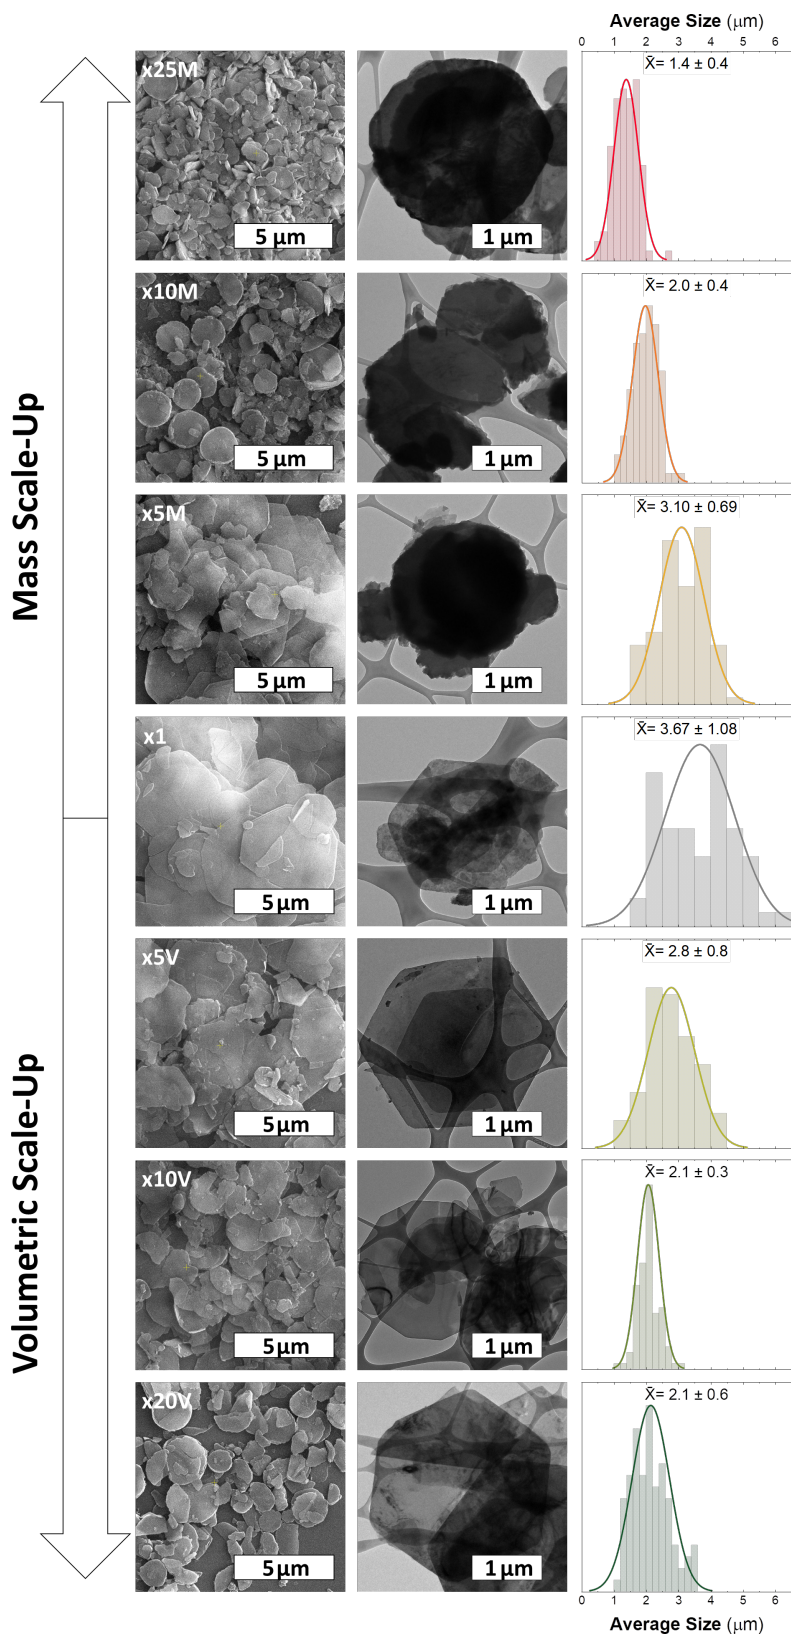 Average Size (μm)
0 1 2 3 4 5 6
x25M
5 μm
1 μm
X̄= 1.4 ± 0.4
x10M
5 μm
1 μm
X̄= 2.0 ± 0.4
Mass Scale-Up
x5M
5 μm
1 μm
X̄= 3.10 ± 0.69
x1
5 μm
1 μm
X̄= 3.67 ± 1.08
x5V
5 μm
1 μm
X̄= 2.8 ± 0.8
Volumetric Scale-Up
x10V
5 μm
1 μm
X̄= 2.1 ± 0.3
x20V
5 μm
1 μm
X̄= 2.1 ± 0.6
0 1 2 3 4 5 6
Average Size (μm)